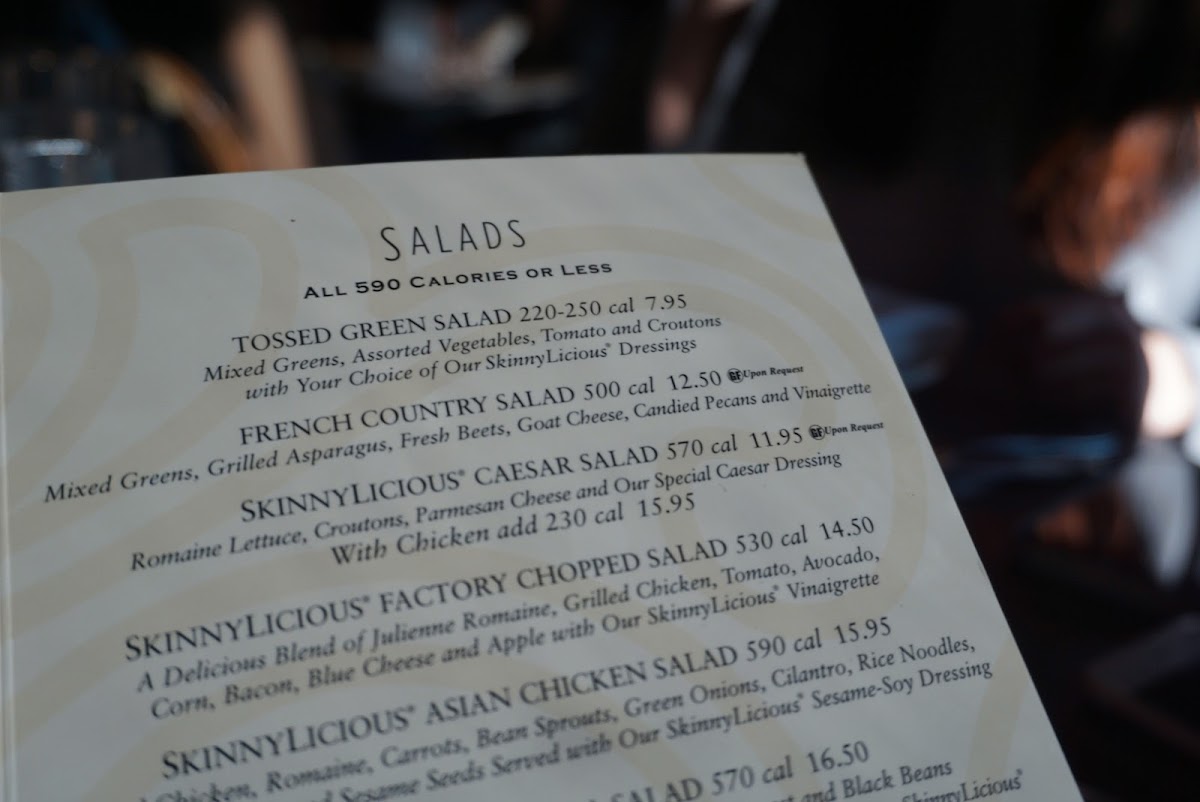 SALADS
ALL 590 CALORIES OR LESS
TOSSED GREEN SALAD 220-250 cal 7.95
Mixed Greens, Assorted Vegetables, Tomato and Croutons
with Your Choice of Our SkinnyLicious® Dressings
FRENCH COUNTRY SALAD 500 cal 12.50 GF Upon Request
Mixed Greens, Grilled Asparagus, Fresh Beets, Goat Cheese, Candied Pecans and Vinaigrette
SKINNYLICIOUS® CAESAR SALAD 570 cal 11.95 GF Upon Request
Romaine Lettuce, Croutons, Parmesan Cheese and Our Special Caesar Dressing
With Chicken add 230 cal 15.95
SKINNYLICIOUS® FACTORY CHOPPED SALAD 530 cal 14.50
A Delicious Blend of Julienne Romaine, Grilled Chicken, Tomato, Avocado,
Corn, Bacon, Blue Cheese and Apple with Our SkinnyLicious® Vinaigrette
SKINNYLICIOUS® ASIAN CHICKEN SALAD 590 cal 15.95
Chicken, Romaine, Carrots, Bean Sprouts, Green Onions, Cilantro, Rice Noodles,
Sesame Seeds Served with Our SkinnyLicious® Sesame-Soy Dressing
SALAD 570 cal 16.50
and Black Beans
SkinnyLicious®